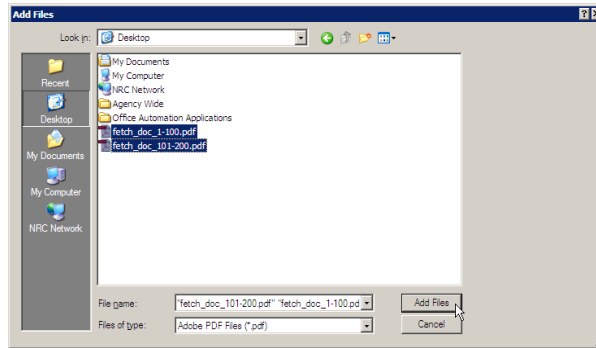 Add Files
Look in:
Desktop
My Documents
My Computer
NRC Network
Agency Wide
Office Automation Applications
fetch_doc_1-100.pdf
fetch_doc_101-200.pdf
Recent
Desktop
My Documents
My Computer
NRC Network
File name:
"fetch_doc_101-200.pdf" "fetch_doc_1-100.pd
Add Files
Files of type:
Adobe PDF Files (*.pdf)
Cancel